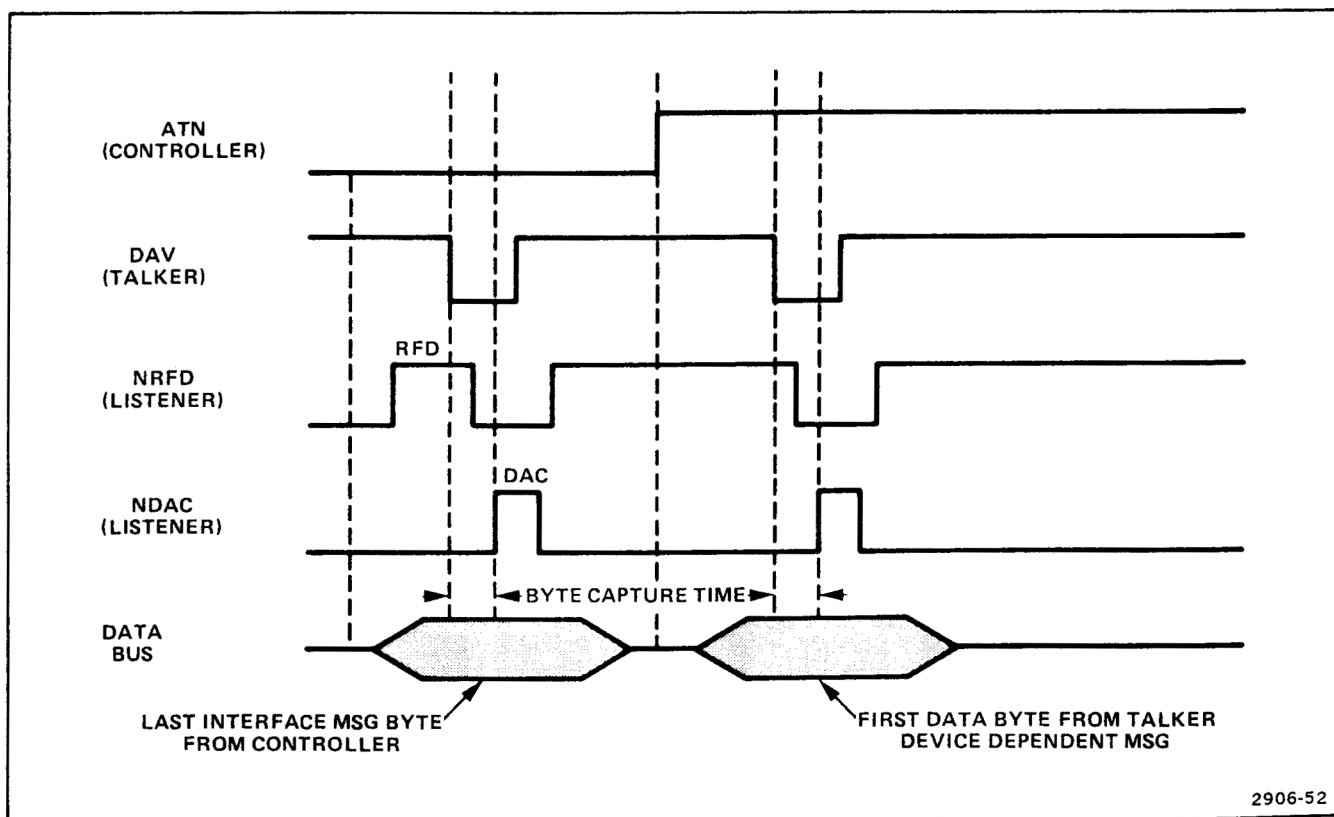 ATN
(CONTROLLER)
DAV
(TALKER)
RFD
NRFD
(LISTENER)
DAC
NDAC
(LISTENER)
BYTE CAPTURE TIME
DATA
BUS
LAST INTERFACE MSG BYTE
FROM CONTROLLER
FIRST DATA BYTE FROM TALKER
DEVICE DEPENDENT MSG
2906-52